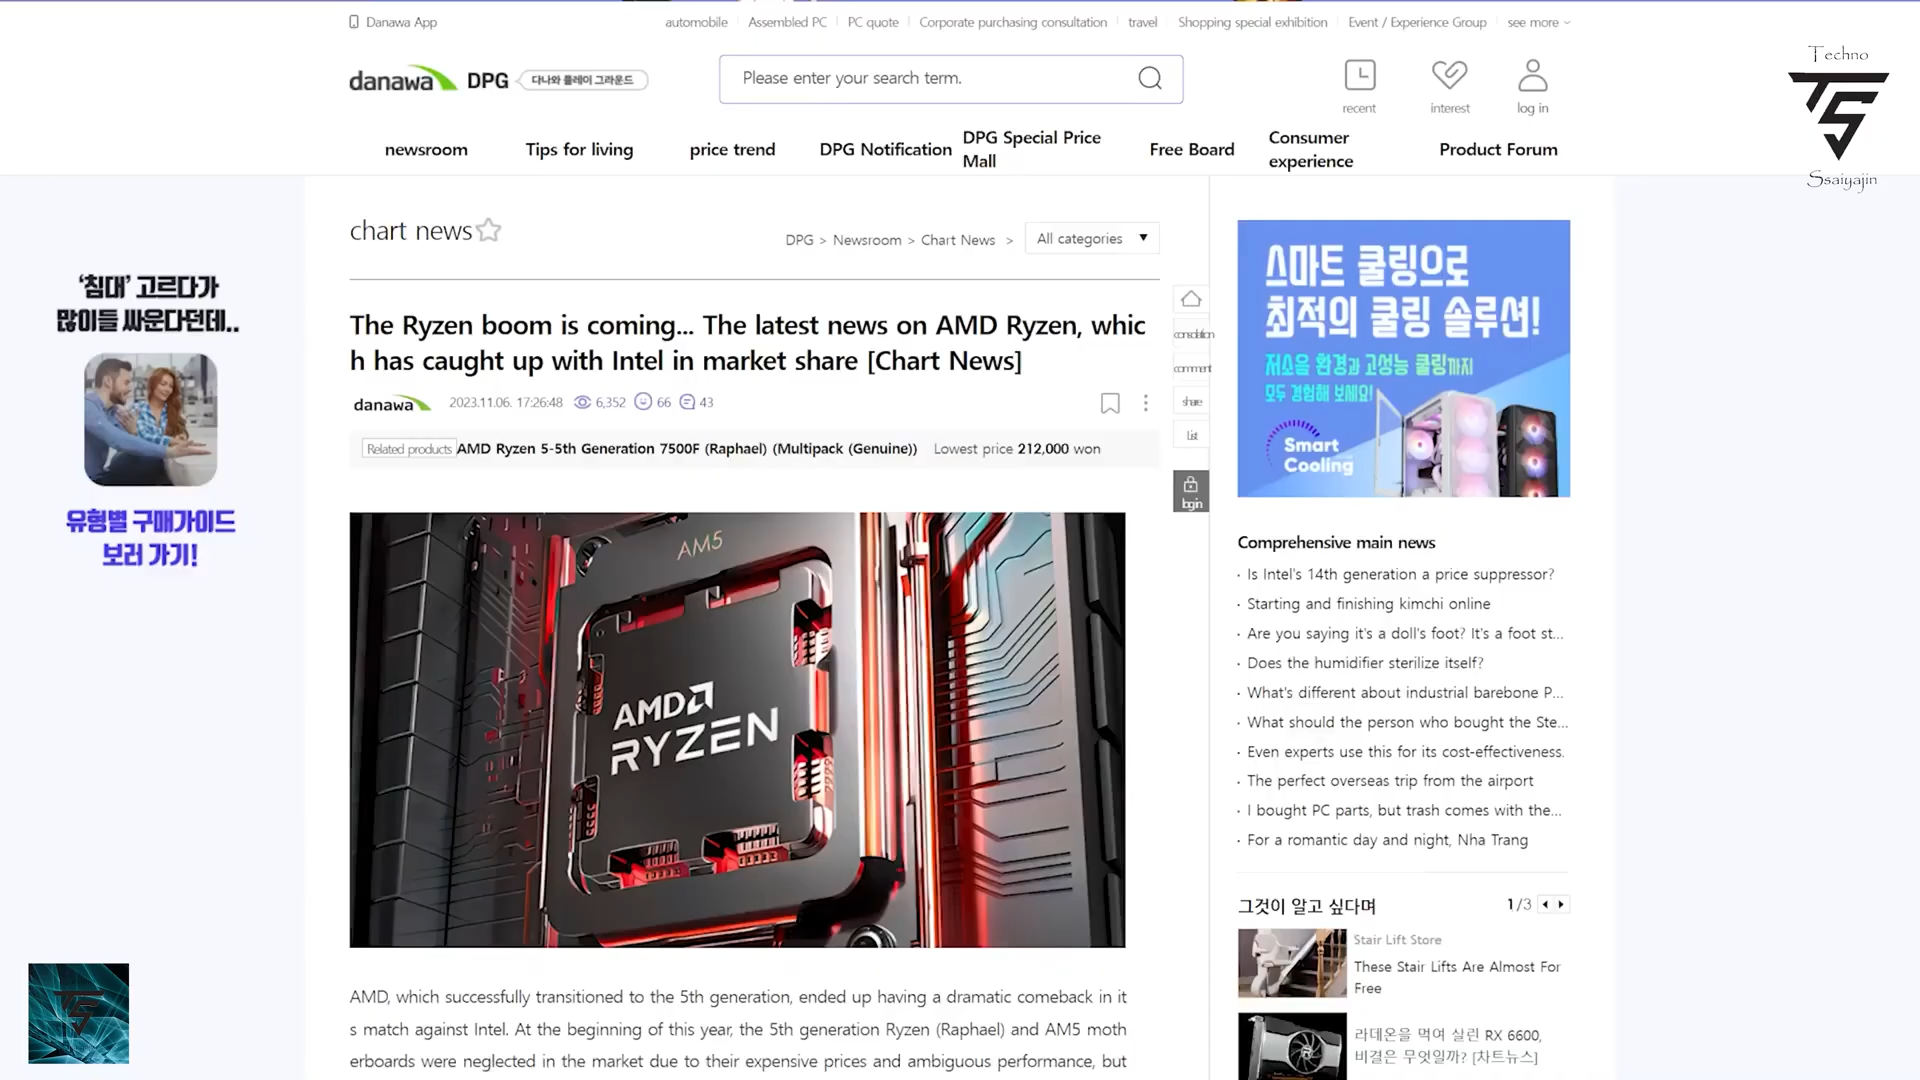 Danawa App
automobile
Assembled PC
PC quote
Corporate purchasing consultation
travel
Shopping special exhibition
Event / Experience Group
see more
danawa DPG 다나와 플레이 그라운드
Please enter your search term.
recent
interest
log in
Techno
TS
Ssaiyajin
newsroom
Tips for living
price trend
DPG Notification
DPG Special Price
Mall
Free Board
Consumer
experience
Product Forum
'침대' 고르다가
많이들 싸운다던데..
유형별 구매가이드
보러 가기!
chart news
DPG > Newsroom > Chart News >
All categories
The Ryzen boom is coming... The latest news on AMD Ryzen, whic
h has caught up with Intel in market share [Chart News]
danawa 2023.11.06. 17:26:48 6,352 66 43
Related products AMD Ryzen 5-5th Generation 7500F (Raphael) (Multipack (Genuine)) Lowest price 212,000 won
comment
share
List
login
AM5
AMD
RYZEN
AMD, which successfully transitioned to the 5th generation, ended up having a dramatic comeback in it
s match against Intel. At the beginning of this year, the 5th generation Ryzen (Raphael) and AM5 moth
erboards were neglected in the market due to their expensive prices and ambiguous performance, but
스마트 쿨링으로
최적의 쿨링 솔루션!
저소음 환경과 고성능 쿨링까지
모두 경험해 보세요!
Smart
Cooling
Comprehensive main news
· Is Intel's 14th generation a price suppressor?
· Starting and finishing kimchi online
· Are you saying it's a doll's foot? It's a foot st...
· Does the humidifier sterilize itself?
· What's different about industrial barebone P...
· What should the person who bought the Ste...
· Even experts use this for its cost-effectiveness.
· The perfect overseas trip from the airport
· I bought PC parts, but trash comes with the...
· For a romantic day and night, Nha Trang
그것이 알고 싶다며
1/3
Stair Lift Store
These Stair Lifts Are Almost For
Free
라데온을 먹여 살린 RX 6600,
비결은 무엇일까? [차트뉴스]
TS